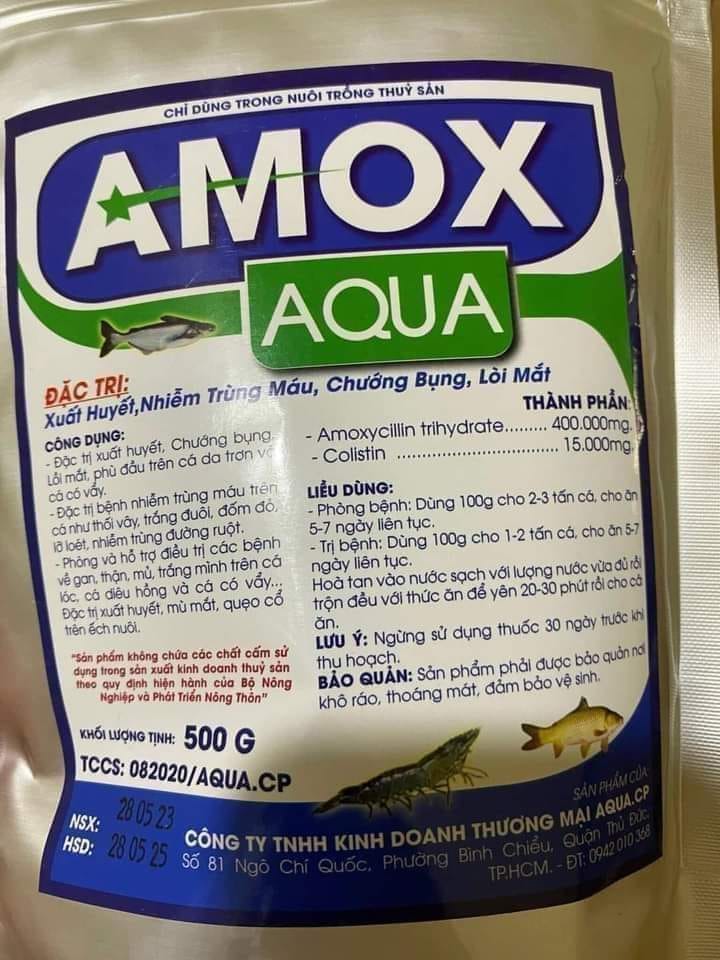 CHỈ DÙNG TRONG NUÔI TRỒNG THUỶ SẢN
AMOX
AQUA
ĐẶC TRỊ:
Xuất Huyết,Nhiễm Trùng Máu, Chướng Bụng, Lòi Mắt
CÔNG DỤNG:
- Đặc trị xuất huyết, Chướng bụng,
Lồi mắt, phù đầu trên cá da trơn và
cá có vẩy.
-Đặc trị bệnh nhiễm trùng máu trên
cá như thối vây, trắng đuôi, đốm đỏ,
lỡ loét, nhiễm trùng đường ruột.
- Phòng và hỗ trợ điều trị các bệnh
về gan, thận, mủ, trắng mình trên cá
lóc, cá diêu hồng và cá có vẩy...
Đặc trị xuất huyết, mù mắt, quẹo cổ
trên ếch nuôi.
"Sản phẩm không chứa các chất cấm sử
dụng trong sản xuất kinh doanh thuỷ sản
theo quy định hiện hành của Bộ Nông
Nghiệp và Phát Triển Nông Thôn"
THÀNH PHẦN:
- Amoxycillin trihydrate......... 400.000mg.
- Colistin .............................. 15.000mg.
LIỀU DÙNG:
- Phòng bệnh: Dùng 100g cho 2-3 tấn cá, cho ăn
5-7 ngày liên tục.
- Trị bệnh: Dùng 100g cho 1-2 tấn cá, cho ăn 5-7
ngày liên tục.
Hoà tan vào nước sạch với lượng nước vừa đủ rồi
trộn đều với thức ăn để yên 20-30 phút rồi cho cá
ăn.
LƯU Ý: Ngừng sử dụng thuốc 30 ngày trước khi
thu hoạch.
BẢO QUẢN: Sản phẩm phải được bảo quản nơi
khô ráo, thoáng mát, đảm bảo vệ sinh.
KHỐI LƯỢNG TỊNH: 500 G
TCCS: 082020/AQUA.CP
NSX: 28 05 23
HSD: 28 05 25
SẢN PHẨM CỦA:
CÔNG TY TNHH KINH DOANH THƯƠNG MẠI AQUA.CP
Số 81 Ngô Chí Quốc, Phường Bình Chiểu, Quận Thủ Đức,
TP.HCM. - ĐT: 0942 010 368